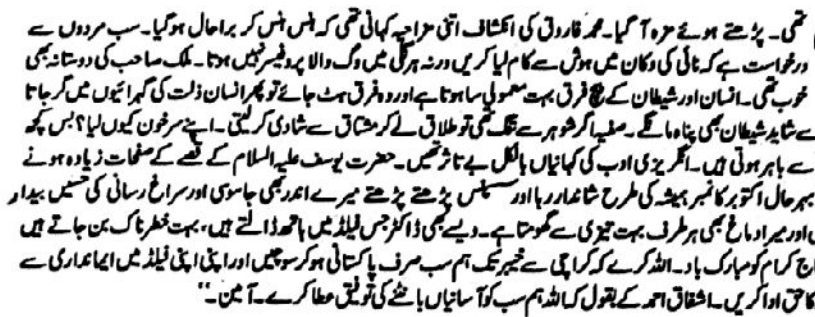 تھی۔ پڑھتے ہوئے مزہ آ گیا۔ محمد فاروق کی انکشاف اتنی مزاحیہ کہانی تھی کہ ہنس ہنس کر برا حال ہوگیا۔ سب مردوں سے
درخواست ہے کہ نائی کی دکان میں ہوش سے کام لیا کریں ورنہ ہر گلی میں وگ والا پروفیسر نہیں ہوتا۔ ملک صاحب کی دوستانہ بھی
خوب تھی۔ انسان اور شیطان کے بیچ فرق بہت معمولی سا ہوتا ہے اور وہ فرق ہٹ جائے تو پھر انسان ذلت کی گہرائیوں میں گر جاتا
سے شاید شیطان بھی پناہ مانگے۔ صفیہ اگر شوہر سے تنگ تھی تو طلاق لے کر مشتاق سے شادی کر لیتی۔ اپنے سر خون کیوں لیا؟ بس کچھ
سے باہر ہوتی ہیں۔ انگریزی ادب کی کہانیاں بالکل بے تاثر تھیں۔ حضرت یوسف علیہ السلام کے قصے کے صفحات زیادہ ہونے
بہرحال اکتوبر کا نمبر ہمیشہ کی طرح شاندار رہا اور سسپنس پڑھتے پڑھتے میرے اندر بھی جاسوسی اور سراغ رسانی کی حسیں بیدار
اور میرا دماغ بھی ہر طرف بہت تیزی سے گھومتا ہے۔ ویسے بھی ڈاکٹر جس فیلڈ میں ہاتھ ڈالتے ہیں، بہت خطرناک بن جاتے ہیں
کرام کو مبارک باد۔ اللہ کرے کہ کراچی سے خیبر تک ہم سب صرف پاکستانی ہو کر سوچیں اور اپنی اپنی فیلڈ میں ایمانداری سے
کا حق ادا کریں۔ اشفاق احمد کے بقول کہ اللہ ہم سب کو آسانیاں بانٹنے کی توفیق عطا کرے۔ آمین۔"